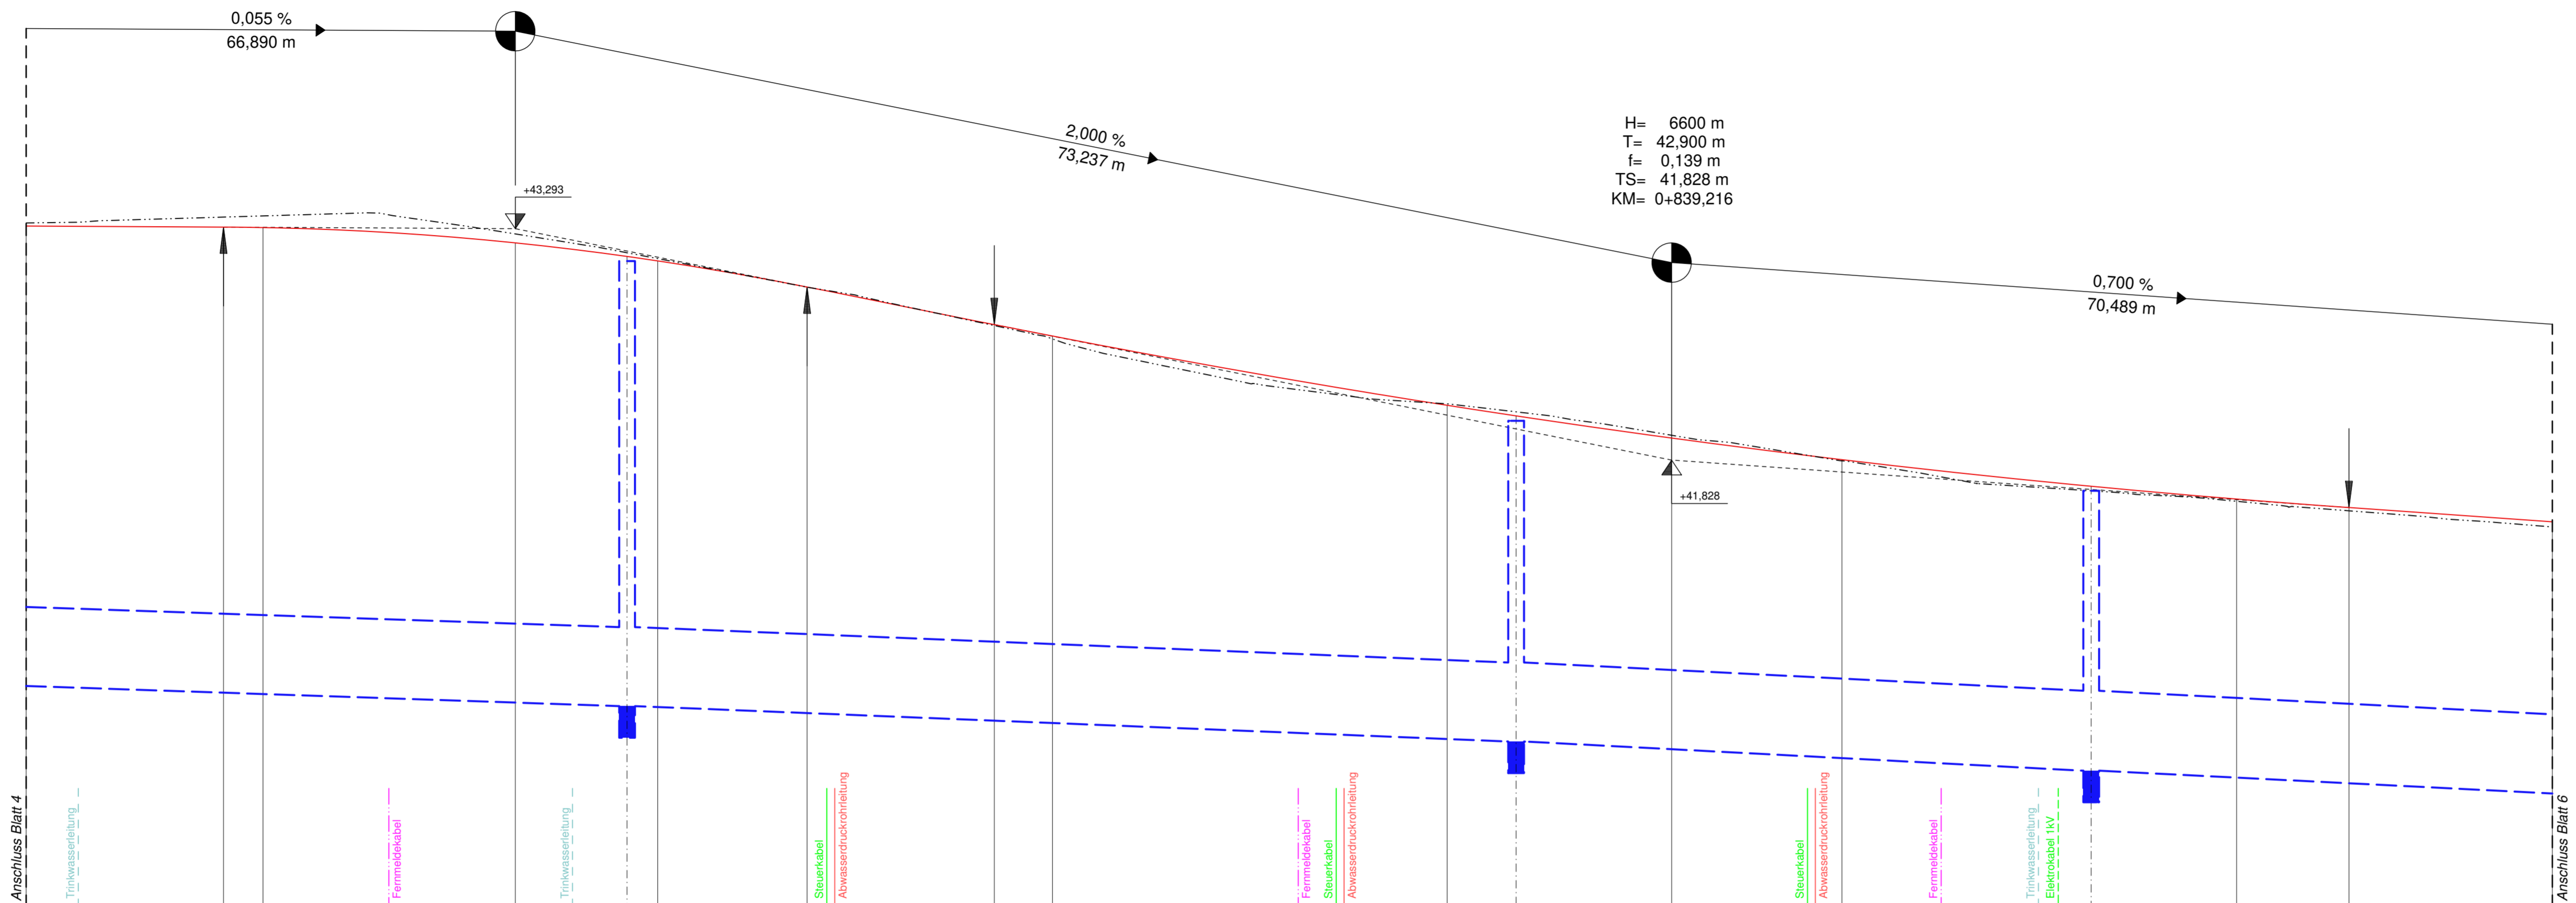 0,055 %
66,890 m
2,000 %
73,237 m
H= 6600 m
T= 42,900 m
f= 0,139 m
TS= 41,828 m
KM= 0+839,216
0,700 %
70,489 m
+43,293
+41,828
Anschluss Blatt 4
Trinkwasserleitung
Fernmeldekabel
Trinkwasserleitung
Steuerkabel
Abwasserdruckrohrleitung
Fernmeldekabel
Steuerkabel
Abwasserdruckrohrleitung
Steuerkabel
Abwasserdruckrohrleitung
Fernmeldekabel
Trinkwasserleitung
Elektrokabel 1kV
Anschluss Blatt 6